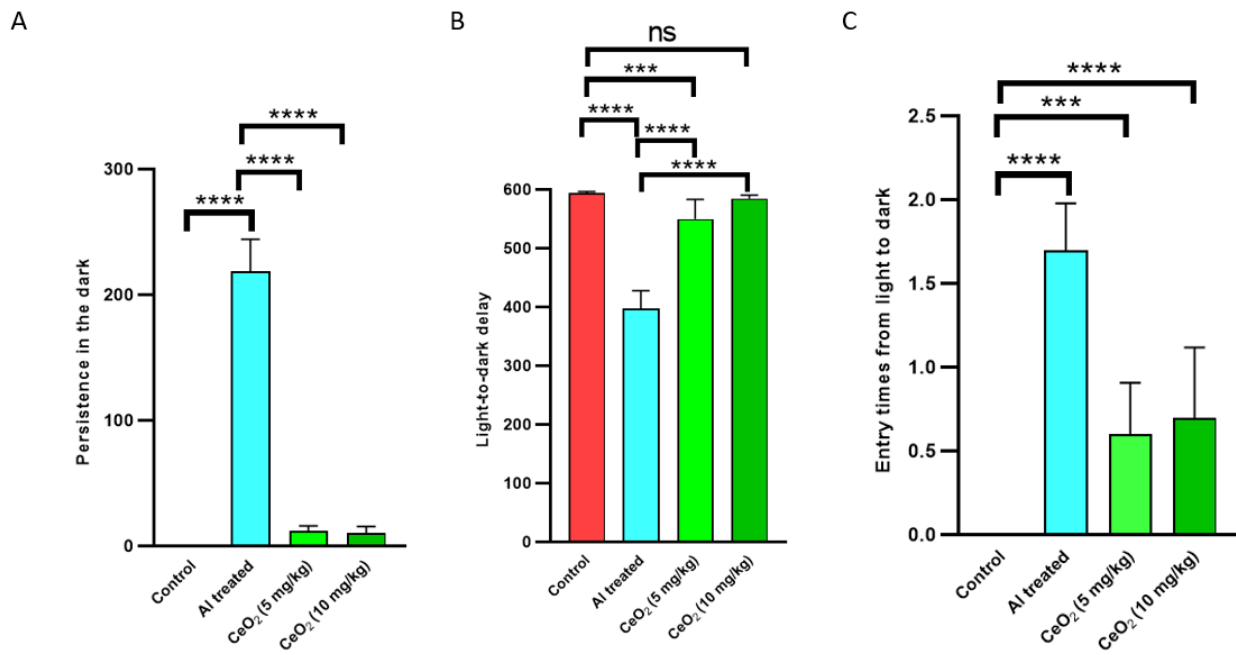 A
Persistence in the dark
300
200
100
0
****
****
****
Control
Al treated
CeO₂ (5 mg/kg)
CeO₂ (10 mg/kg)
B
Light-to-dark delay
600
500
400
300
200
100
0
ns
***
****
****
****
Control
Al treated
CeO₂ (5 mg/kg)
CeO₂ (10 mg/kg)
C
Entry times from light to dark
2.5
2.0
1.5
1.0
0.5
0.0
****
***
****
Control
Al treated
CeO₂ (5 mg/kg)
CeO₂ (10 mg/kg)